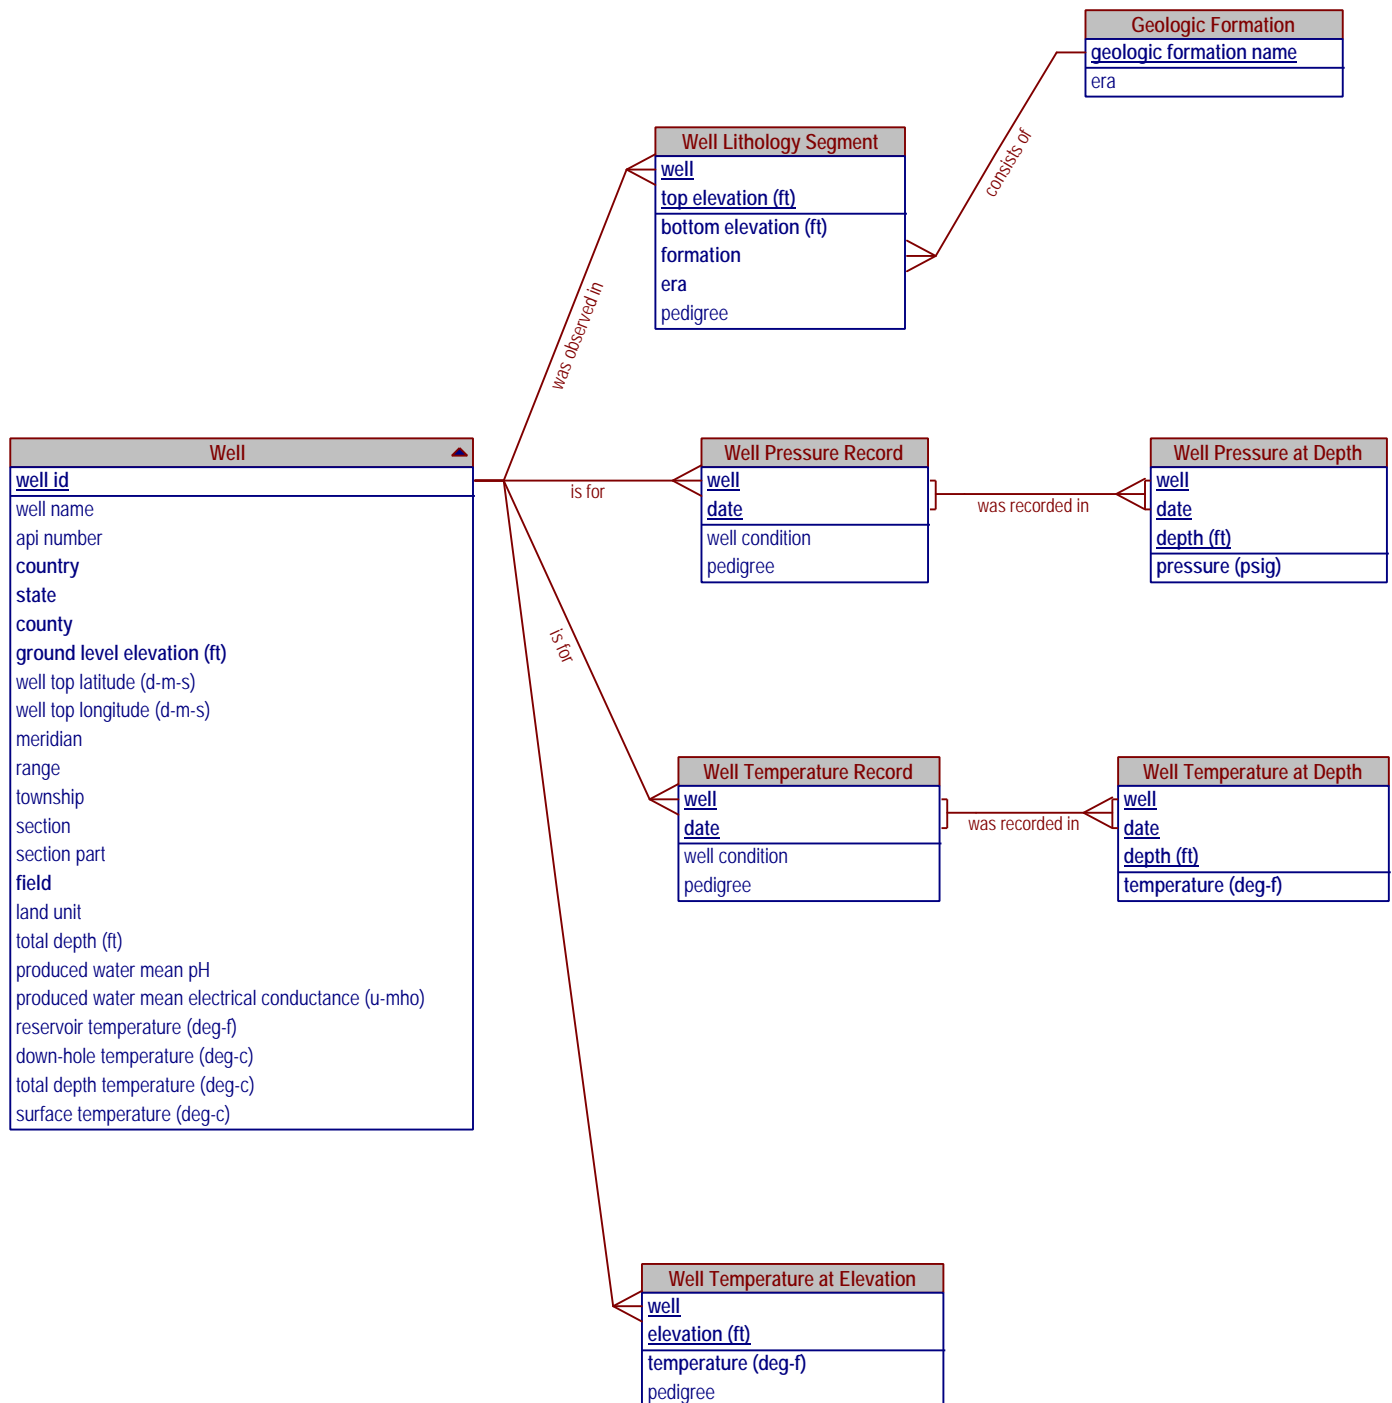 Geologic Formation
geologic formation name
era
consists of
Well Lithology Segment
well
top elevation (ft)
bottom elevation (ft)
formation
era
pedigree
was observed in
Well
well id
well name
api number
country
state
county
ground level elevation (ft)
well top latitude (d-m-s)
well top longitude (d-m-s)
meridian
range
township
section
section part
field
land unit
total depth (ft)
produced water mean pH
produced water mean electrical conductance (u-mho)
reservoir temperature (deg-f)
down-hole temperature (deg-c)
total depth temperature (deg-c)
surface temperature (deg-c)
is for
Well Pressure Record
well
date
well condition
pedigree
was recorded in
Well Pressure at Depth
well
date
depth (ft)
pressure (psig)
is for
Well Temperature Record
well
date
well condition
pedigree
was recorded in
Well Temperature at Depth
well
date
depth (ft)
temperature (deg-f)
Well Temperature at Elevation
well
elevation (ft)
temperature (deg-f)
pedigree